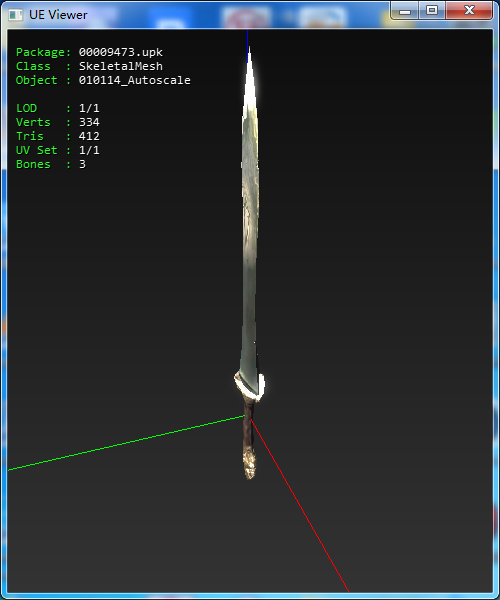 UE Viewer
Package: 00009473.upk
Class : SkeletalMesh
Object : 010114_Autoscale
LOD : 1/1
Verts : 334
Tris : 412
UV Set : 1/1
Bones : 3